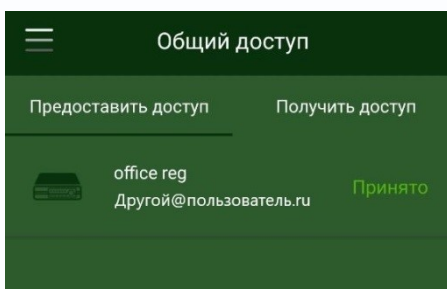 Общий доступ
Предоставить доступ Получить доступ
office reg
Другой@пользователь.ru
Принято